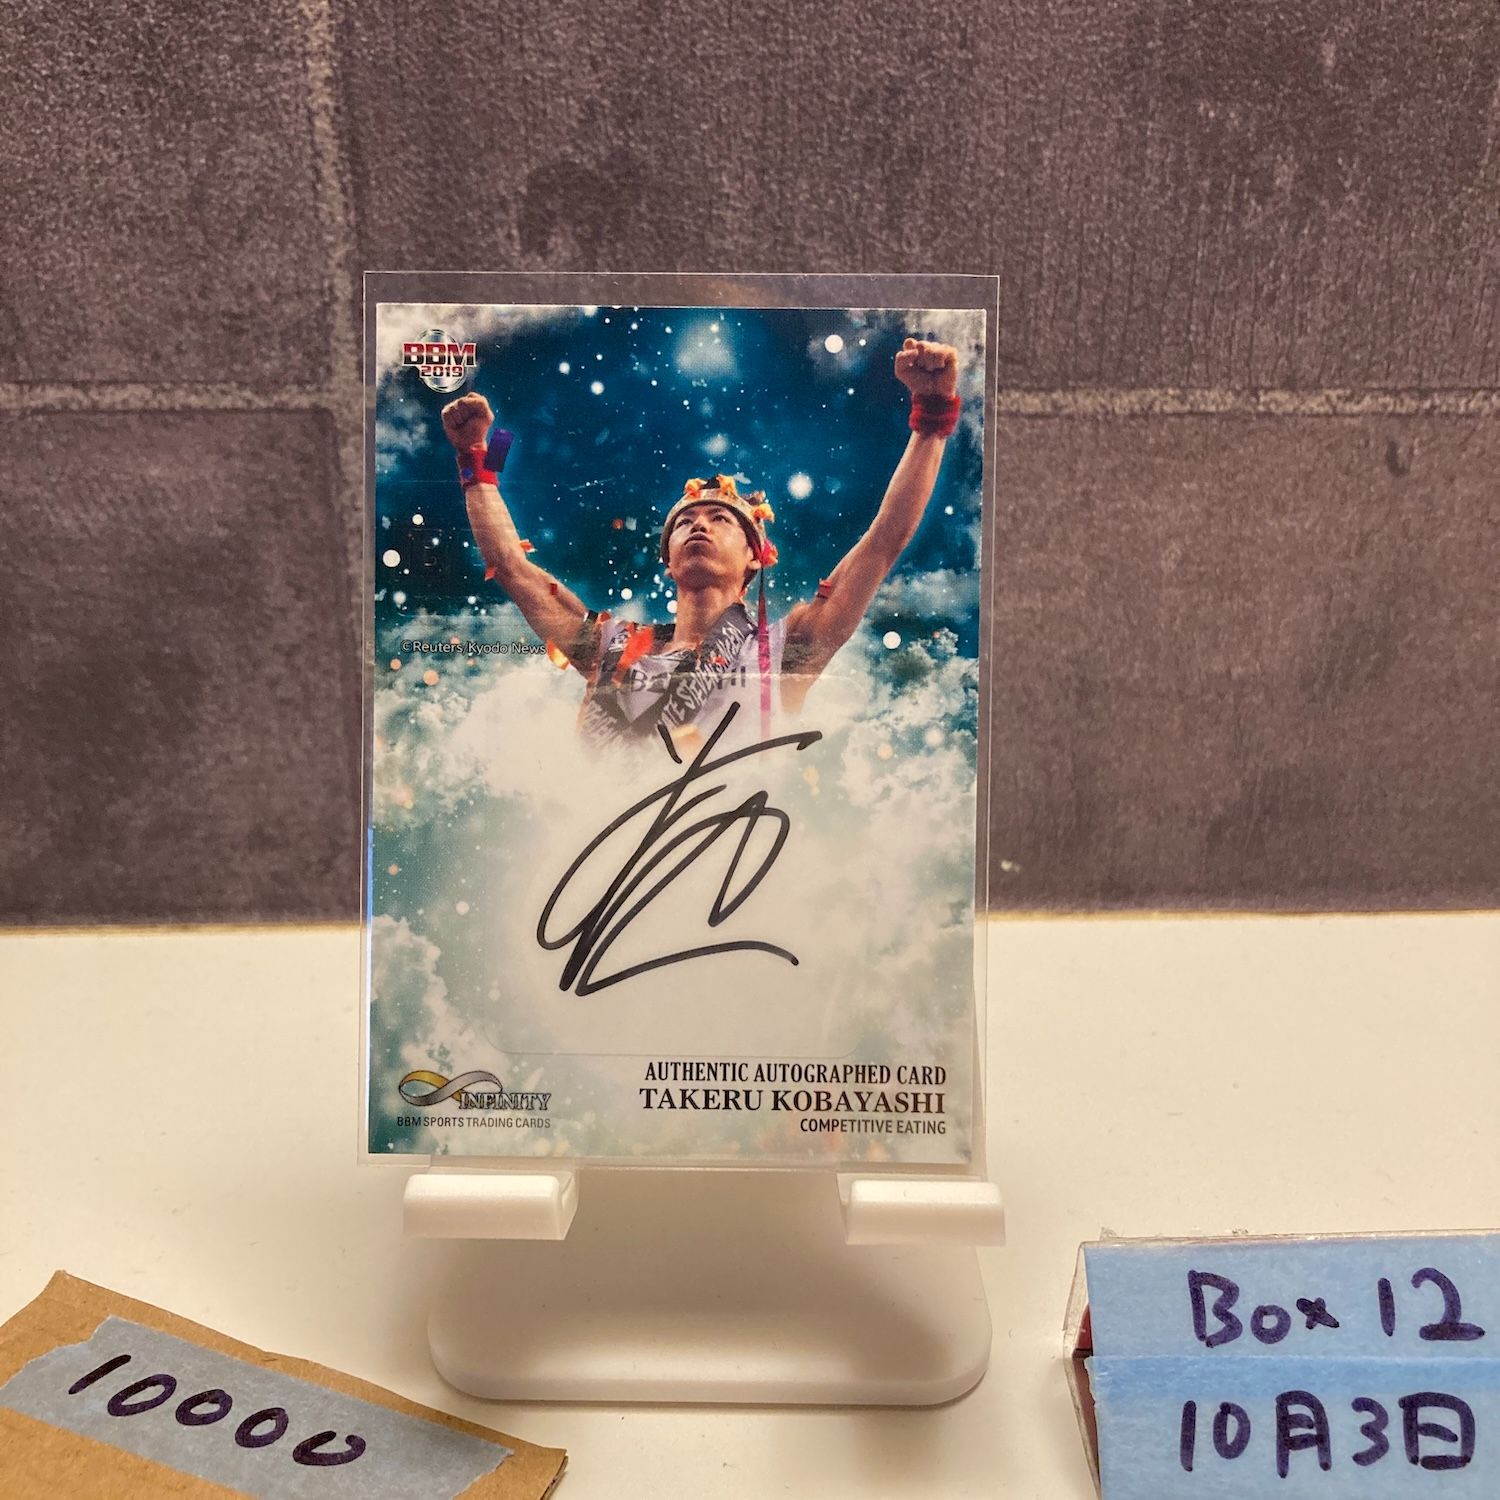 BBM
2019
©Reuters/Kyodo News
AUTHENTIC AUTOGRAPHED CARD
TAKERU KOBAYASHI
COMPETITIVE EATING
INFINITY
BBM SPORTS TRADING CARDS
10000
Box 12
10月3日